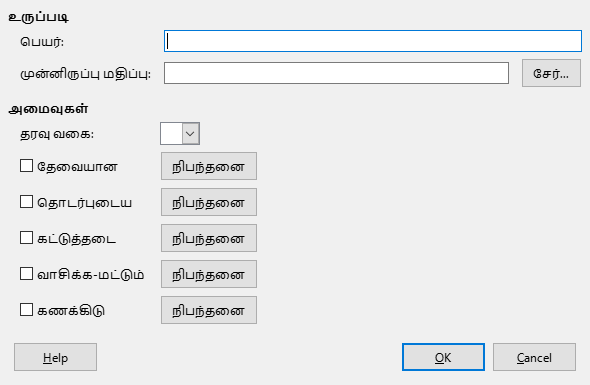 உருப்படி
பெயர்:
முன்னிருப்பு மதிப்பு:
சேர்...
அமைவுகள்
தரவு வகை:
தேவையான நிபந்தனை
தொடர்புடைய நிபந்தனை
கட்டுத்தடை நிபந்தனை
வாசிக்க-மட்டும் நிபந்தனை
கணக்கிடு நிபந்தனை
Help OK Cancel